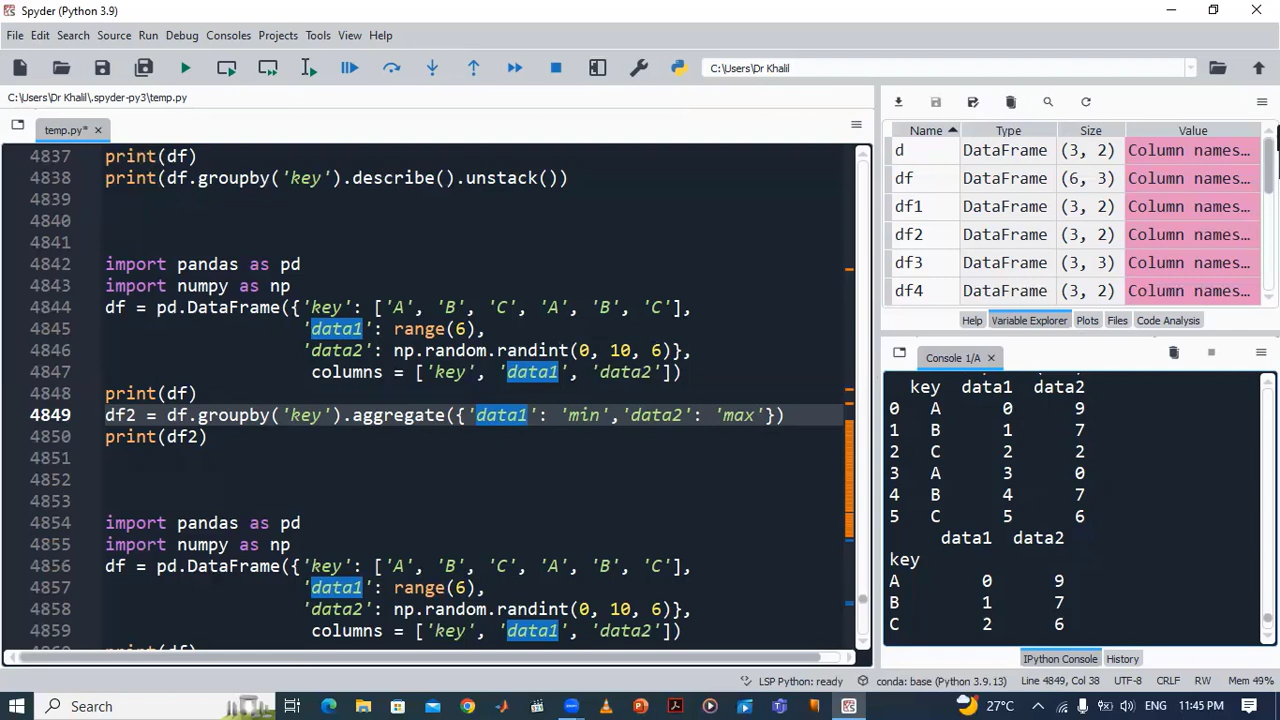 Spyder (Python 3.9)
File Edit Search Source Run Debug Consoles Projects Tools View Help
C:\Users\Dr Khalil
C:\Users\Dr Khalil\.spyder-py3\temp.py
temp.py*
4837 print(df)
4838 print(df.groupby('key').describe().unstack())
4839
4840
4841
4842 import pandas as pd
4843 import numpy as np
4844 df = pd.DataFrame({'key': ['A', 'B', 'C', 'A', 'B', 'C'],
4845 'data1': range(6),
4846 'data2': np.random.randint(0, 10, 6)},
4847 columns = ['key', 'data1', 'data2'])
4848 print(df)
4849 df2 = df.groupby('key').aggregate({'data1': 'min','data2': 'max'})
4850 print(df2)
4851
4852
4853
4854 import pandas as pd
4855 import numpy as np
4856 df = pd.DataFrame({'key': ['A', 'B', 'C', 'A', 'B', 'C'],
4857 'data1': range(6),
4858 'data2': np.random.randint(0, 10, 6)},
4859 columns = ['key', 'data1', 'data2'])
Name Type Size Value
d DataFrame (3, 2) Column names...
df DataFrame (6, 3) Column names...
df1 DataFrame (3, 2) Column names...
df2 DataFrame (3, 2) Column names...
df3 DataFrame (3, 3) Column names...
df4 DataFrame (3, 2) Column names...
Help Variable Explorer Plots Files Code Analysis
Console 1/A
key data1 data2
0 A 0 9
1 B 1 7
2 C 2 2
3 A 3 0
4 B 4 7
5 C 5 6
data1 data2
key
A 0 9
B 1 7
C 2 6
IPython Console History
LSP Python: ready conda: base (Python 3.9.13) Line 4849, Col 38 UTF-8 CRLF RW Mem 49%
Search 27°C ENG 11:45 PM